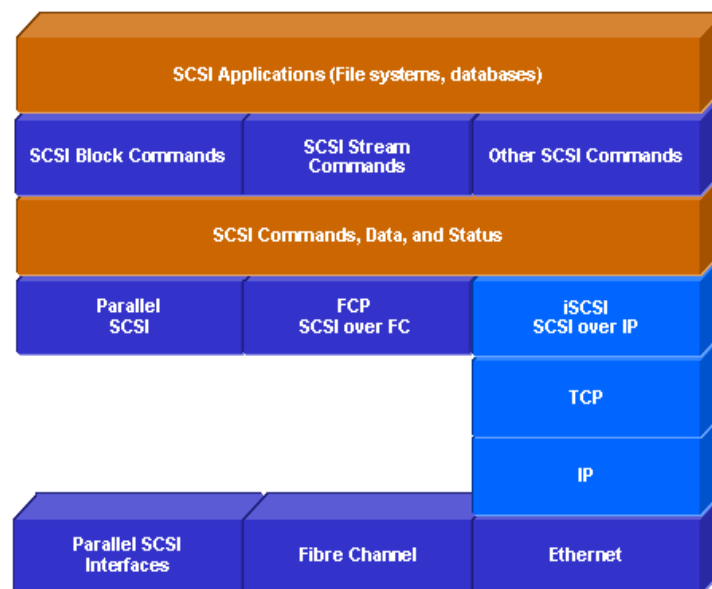 SCSI Applications (File systems, databases)
SCSI Block Commands
SCSI Stream
Commands
Other SCSI Commands
SCSI Commands, Data, and Status
Parallel
SCSI
FCP
SCSI over FC
iSCSI
SCSI over IP
TCP
IP
Parallel SCSI
Interfaces
Fibre Channel
Ethernet